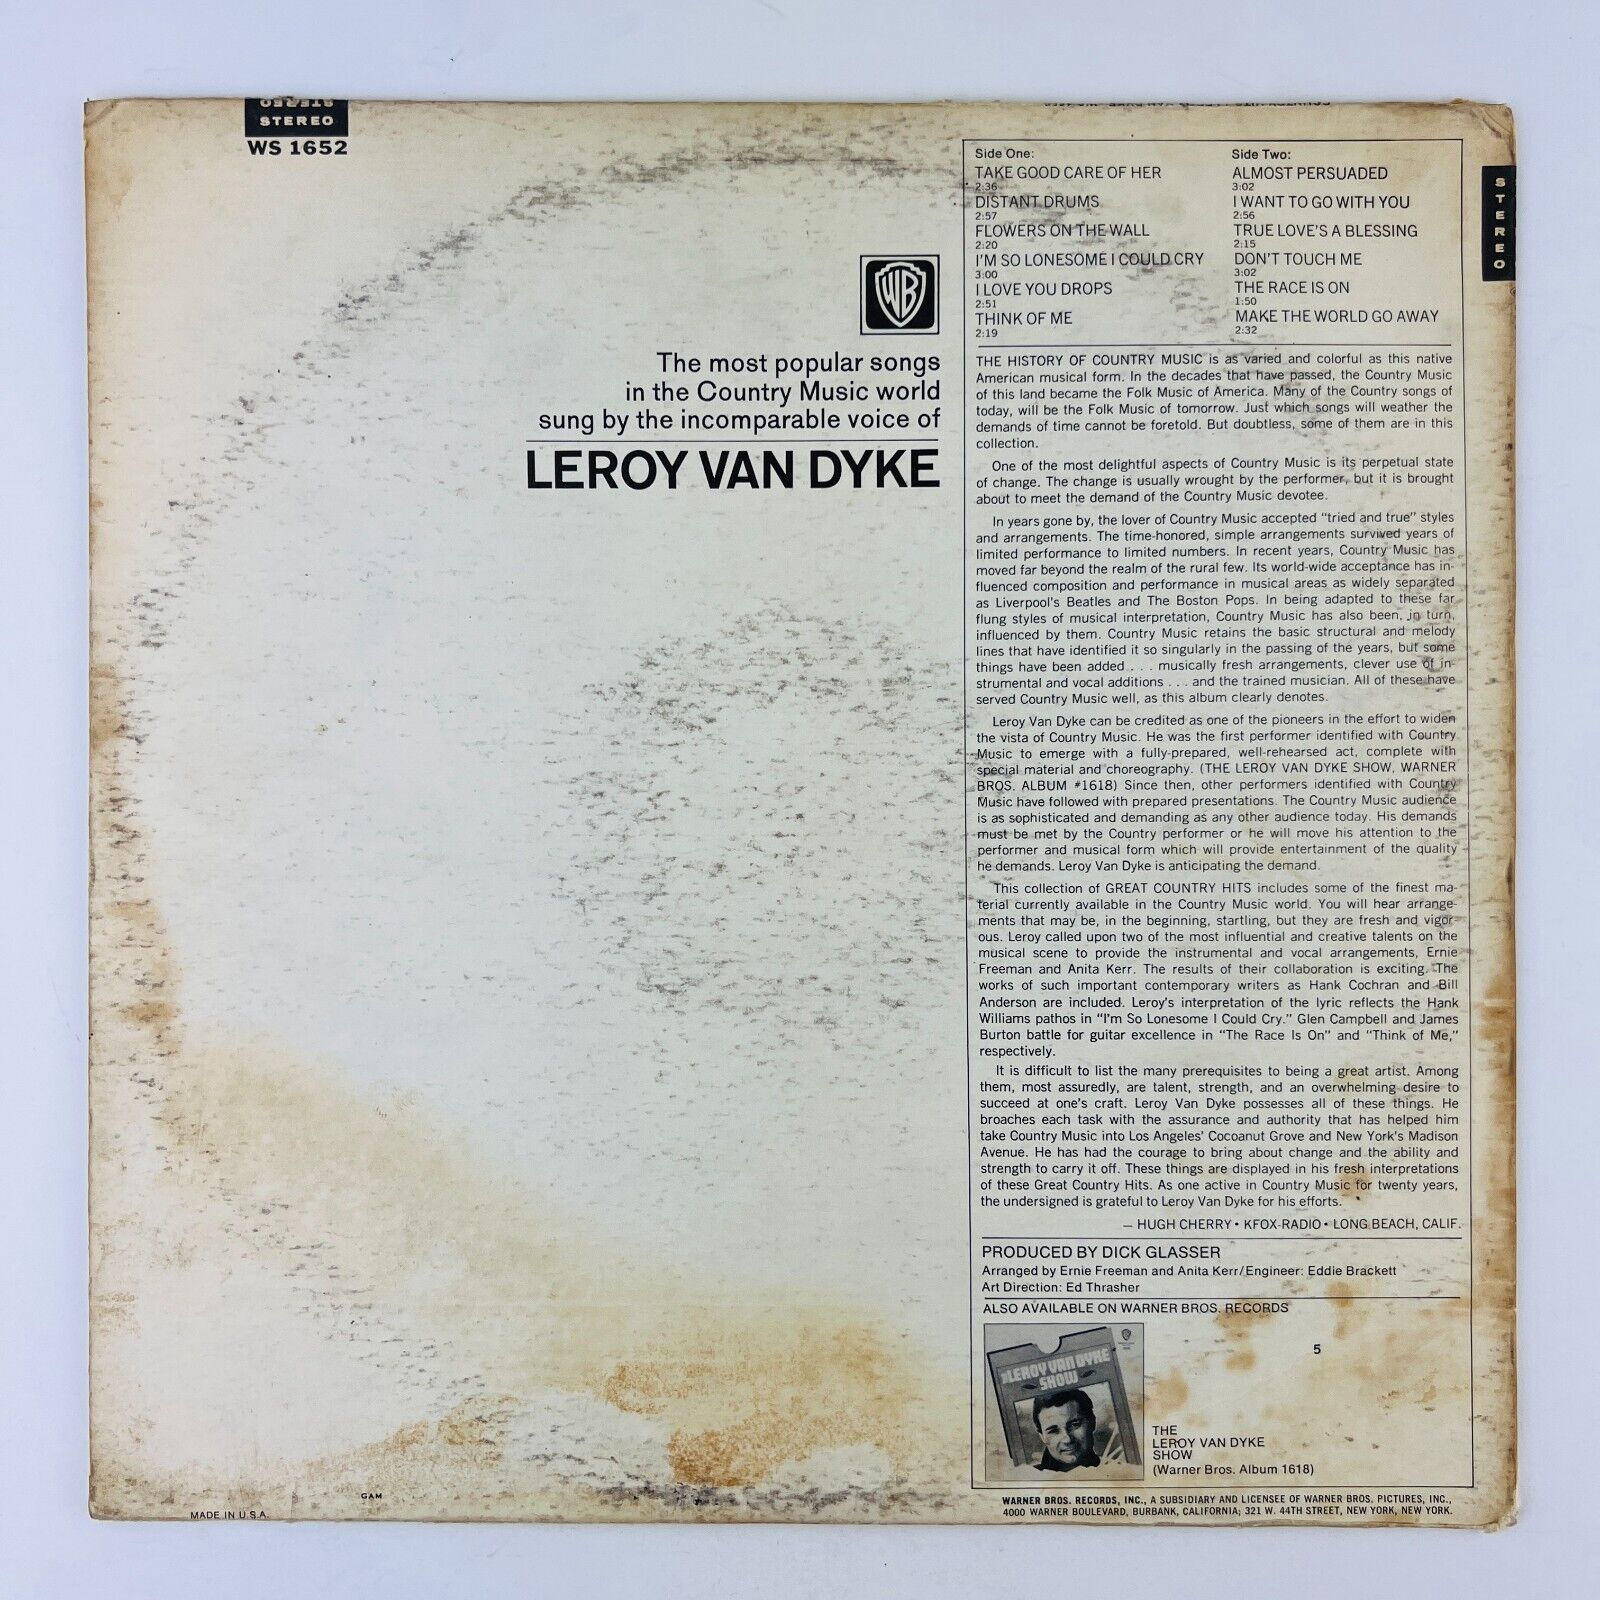 STEREO
STEREO
WS 1652
WB
The most popular songs
in the Country Music world
sung by the incomparable voice of
LEROY VAN DYKE
Side One:
TAKE GOOD CARE OF HER
2:36
DISTANT DRUMS
2:57
FLOWERS ON THE WALL
2:20
I'M SO LONESOME I COULD CRY
3:00
I LOVE YOU DROPS
2:51
THINK OF ME
2:19
Side Two:
ALMOST PERSUADED
3:02
I WANT TO GO WITH YOU
2:56
TRUE LOVE'S A BLESSING
2:15
DON'T TOUCH ME
3:02
THE RACE IS ON
1:50
MAKE THE WORLD GO AWAY
2:32
STEREO
THE HISTORY OF COUNTRY MUSIC is as varied and colorful as this native
American musical form. In the decades that have passed, the Country Music
of this land became the Folk Music of America. Many of the Country songs of
today, will be the Folk Music of tomorrow. Just which songs will weather the
demands of time cannot be foretold. But doubtless, some of them are in this
collection.
One of the most delightful aspects of Country Music is its perpetual state
of change. The change is usually wrought by the performer, but it is brought
about to meet the demand of the Country Music devotee.
In years gone by, the lover of Country Music accepted "tried and true" styles
and arrangements. The time-honored, simple arrangements survived years of
limited performance to limited numbers. In recent years, Country Music has
moved far beyond the realm of the rural few. Its world-wide acceptance has in-
fluenced composition and performance in musical areas as widely separated
as Liverpool's Beatles and The Boston Pops. In being adapted to these far
flung styles of musical interpretation, Country Music has also been, in turn,
influenced by them. Country Music retains the basic structural and melody
lines that have identified it so singularly in the passing of the years, but some
things have been added . . . musically fresh arrangements, clever use of in-
strumental and vocal additions . . . and the trained musician. All of these have
served Country Music well, as this album clearly denotes.
Leroy Van Dyke can be credited as one of the pioneers in the effort to widen
the vista of Country Music. He was the first performer identified with Country
Music to emerge with a fully-prepared, well-rehearsed act, complete with
special material and choreography. (THE LEROY VAN DYKE SHOW, WARNER
BROS. ALBUM #1618) Since then, other performers identified with Country
Music have followed with prepared presentations. The Country Music audience
is as sophisticated and demanding as any other audience today. His demands
must be met by the Country performer or he will move his attention to the
performer and musical form which will provide entertainment of the quality
he demands. Leroy Van Dyke is anticipating the demand.
This collection of GREAT COUNTRY HITS includes some of the finest ma-
terial currently available in the Country Music world. You will hear arrange-
ments that may be, in the beginning, startling, but they are fresh and vigor-
ous. Leroy called upon two of the most influential and creative talents on the
musical scene to provide the instrumental and vocal arrangements, Ernie
Freeman and Anita Kerr. The results of their collaboration is exciting. The
works of such important contemporary writers as Hank Cochran and Bill
Anderson are included. Leroy's interpretation of the lyric reflects the Hank
Williams pathos in "I'm So Lonesome I Could Cry." Glen Campbell and James
Burton battle for guitar excellence in "The Race Is On" and "Think of Me,"
respectively.
It is difficult to list the many prerequisites to being a great artist. Among
them, most assuredly, are talent, strength, and an overwhelming desire to
succeed at one's craft. Leroy Van Dyke possesses all of these things. He
broaches each task with the assurance and authority that has helped him
take Country Music into Los Angeles' Cocoanut Grove and New York's Madison
Avenue. He has had the courage to bring about change and the ability and
strength to carry it off. These things are displayed in his fresh interpretations
of these Great Country Hits. As one active in Country Music for twenty years,
the undersigned is grateful to Leroy Van Dyke for his efforts.
— HUGH CHERRY • KFOX-RADIO • LONG BEACH, CALIF.
PRODUCED BY DICK GLASSER
Arranged by Ernie Freeman and Anita Kerr/Engineer: Eddie Brackett
Art Direction: Ed Thrasher
ALSO AVAILABLE ON WARNER BROS. RECORDS
5
THE LEROY VAN DYKE
SHOW
THE
LEROY VAN DYKE
SHOW
(Warner Bros. Album 1618)
GAM
MADE IN U.S.A.
WARNER BROS. RECORDS, INC., A SUBSIDIARY AND LICENSEE OF WARNER BROS. PICTURES, INC.,
4000 WARNER BOULEVARD, BURBANK, CALIFORNIA; 321 W. 44TH STREET, NEW YORK, NEW YORK.